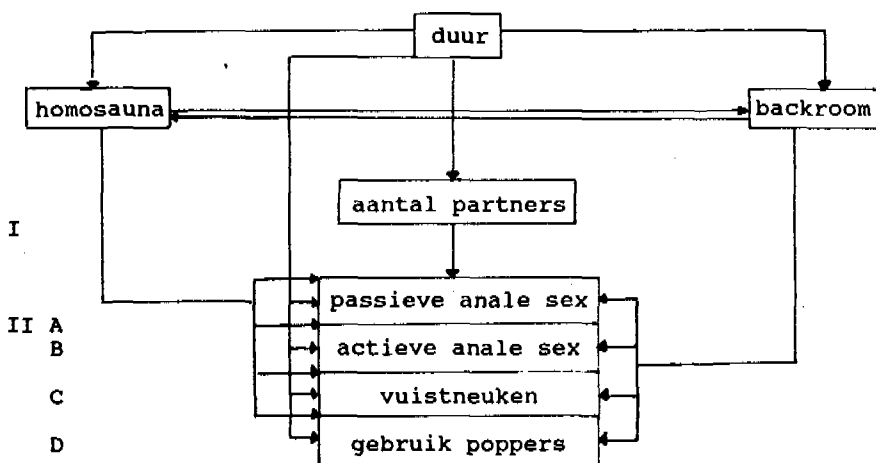 duur
homosauna
backroom
aantal partners
I
passieve anale sex
II A
B
actieve anale sex
C
vuistneuken
D
gebruik poppers